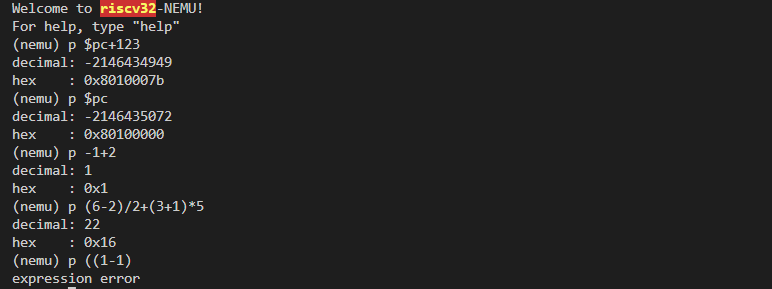 Welcome to riscv32-NEMU!
For help, type "help"
(nemu) p $pc+123
decimal: -2146434949
hex    : 0x8010007b
(nemu) p $pc
decimal: -2146435072
hex    : 0x80100000
(nemu) p -1+2
decimal: 1
hex    : 0x1
(nemu) p (6-2)/2+(3+1)*5
decimal: 22
hex    : 0x16
(nemu) p ((1-1)
expression error